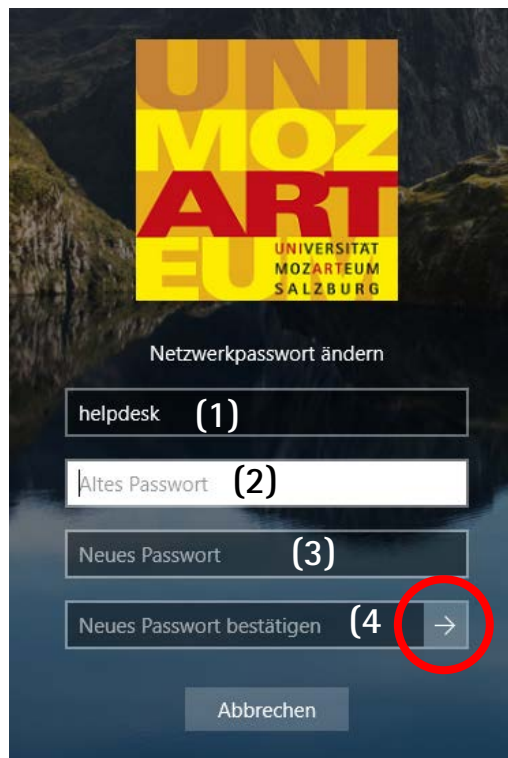 UNI
MOZ
ART
EUM
UNIVERSITÄT
MOZARTEUM
SALZBURG
Netzwerkpasswort ändern
helpdesk (1)
Altes Passwort (2)
Neues Passwort (3)
Neues Passwort bestätigen (4 →
Abbrechen